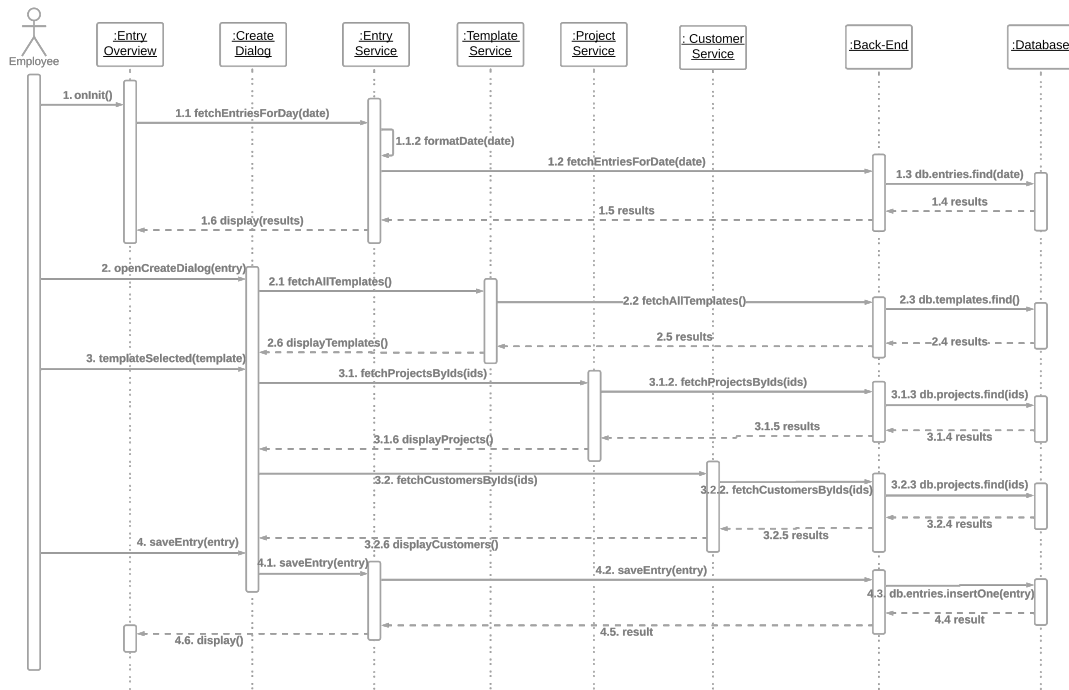 Employee
:Entry
Overview
:Create
Dialog
:Entry
Service
:Template
Service
:Project
Service
: Customer
Service
:Back-End
:Database
1. onInit()
1.1 fetchEntriesForDay(date)
1.1.2 formatDate(date)
1.2 fetchEntriesForDate(date)
1.3 db.entries.find(date)
1.4 results
1.5 results
1.6 display(results)
2. openCreateDialog(entry)
2.1 fetchAllTemplates()
2.2 fetchAllTemplates()
2.3 db.templates.find()
2.4 results
2.5 results
2.6 displayTemplates()
3. templateSelected(template)
3.1. fetchProjectsByIds(ids)
3.1.2. fetchProjectsByIds(ids)
3.1.3 db.projects.find(ids)
3.1.4 results
3.1.5 results
3.1.6 displayProjects()
3.2. fetchCustomersByIds(ids)
3.2.2. fetchCustomersByIds(ids)
3.2.3 db.projects.find(ids)
3.2.4 results
3.2.5 results
3.2.6 displayCustomers()
4. saveEntry(entry)
4.1. saveEntry(entry)
4.2. saveEntry(entry)
4.3. db.entries.insertOne(entry)
4.4 result
4.5. result
4.6. display()